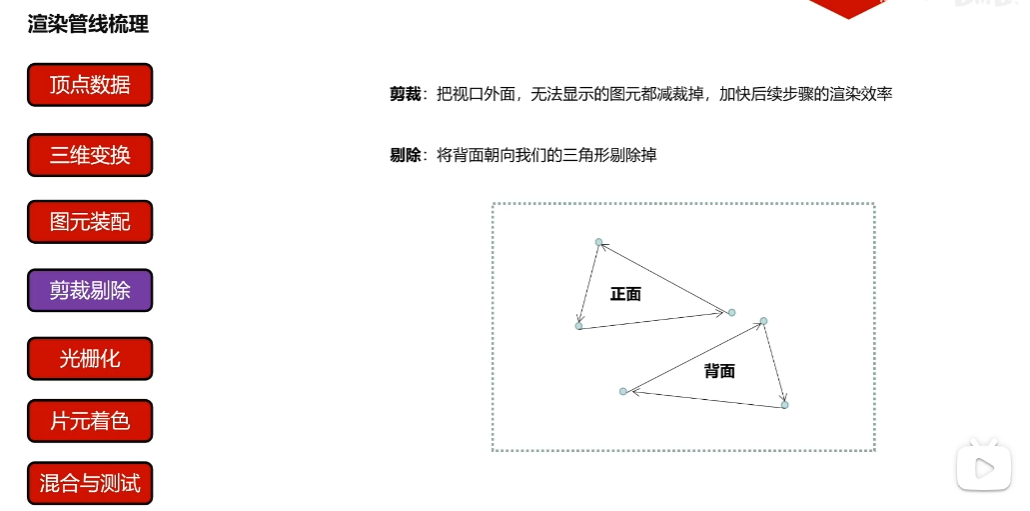 渲染管线梳理
顶点数据
三维变换
图元装配
剪裁剔除
光栅化
片元着色
混合与测试
剪裁：把视口外面，无法显示的图元都减裁掉，加快后续步骤的渲染效率
剔除：将背面朝向我们的三角形剔除掉
正面
背面